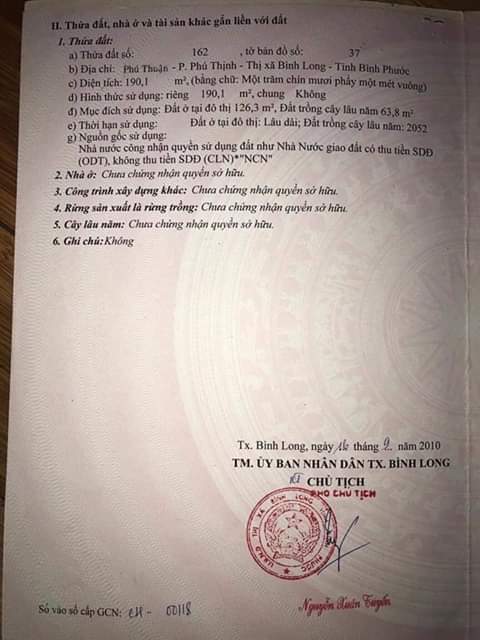 II. Thửa đất, nhà ở và tài sản khác gắn liền với đất
1. Thửa đất:
a) Thửa đất số: 162 , tờ bản đồ số: 37
b) Địa chỉ: Phú Thuận - P. Phú Thịnh - Thị xã Bình Long - Tỉnh Bình Phước
c) Diện tích: 190,1 m², (bằng chữ: Một trăm chín mươi phẩy một mét vuông)
d) Hình thức sử dụng: riêng 190,1 m², chung Không
đ) Mục đích sử dụng: Đất ở tại đô thị 126,3 m², Đất trồng cây lâu năm 63,8 m²
e) Thời hạn sử dụng: Đất ở tại đô thị: Lâu dài; Đất trồng cây lâu năm: 2052
g) Nguồn gốc sử dụng:
Nhà nước công nhận quyền sử dụng đất như Nhà Nước giao đất có thu tiền SDĐ
(ODT), không thu tiền SDĐ (CLN)*"NCN"
2. Nhà ở: Chưa chứng nhận quyền sở hữu.
3. Công trình xây dựng khác: Chưa chứng nhận quyền sở hữu.
4. Rừng sản xuất là rừng trồng: Chưa chứng nhận quyền sở hữu.
5. Cây lâu năm: Chưa chứng nhận quyền sở hữu.
6. Ghi chú: Không
Tx. Bình Long, ngày tháng 9 năm 2010
TM. ỦY BAN NHÂN DÂN TX. BÌNH LONG
KT CHỦ TỊCH
PHÓ CHỦ TỊCH
U.B.N.D THỊ XÃ BÌNH LONG
PHƯỚC
Nguyễn Xuân Tuyển
Số vào sổ cấp GCN: CH - 00118